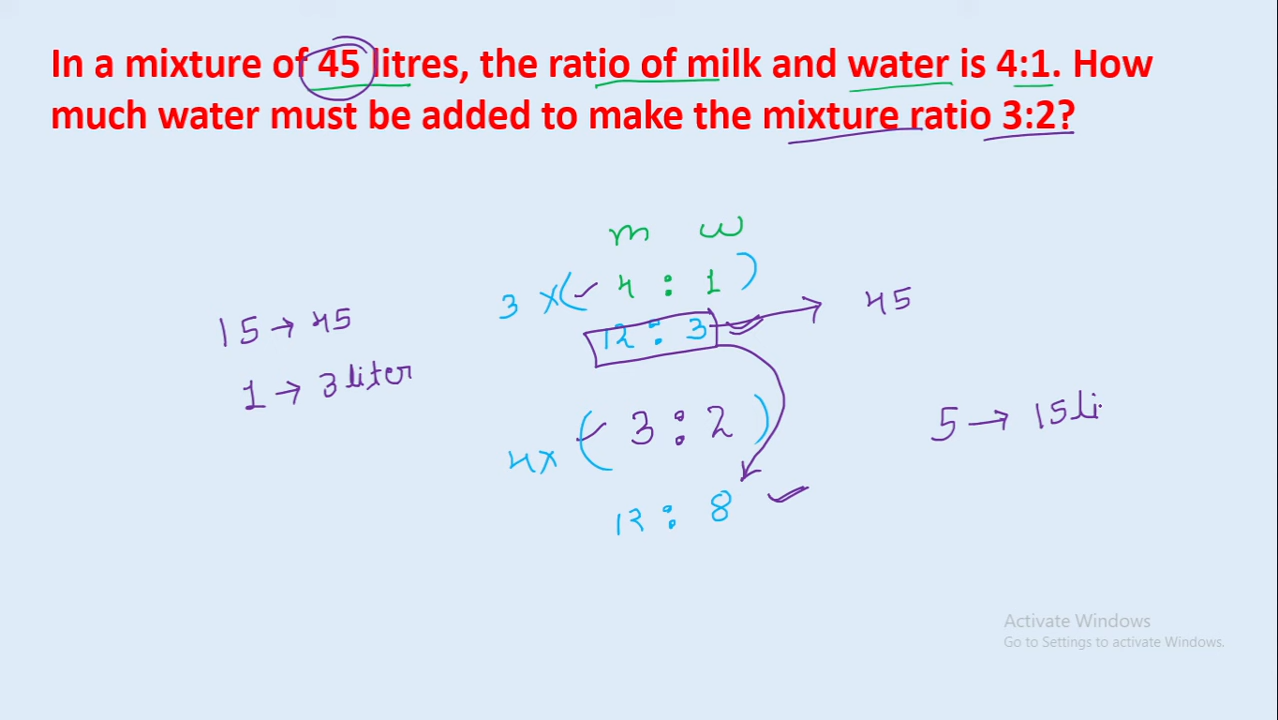 In a mixture of 45 litres, the ratio of milk and water is 4:1. How
much water must be added to make the mixture ratio 3:2?
m w
3 x( 4 : 1 )
12 : 3 → 45
15 → 45
1 → 3 liter
4x ( 3 : 2 )
5 → 15 li
12 : 8
Activate Windows
Go to Settings to activate Windows.